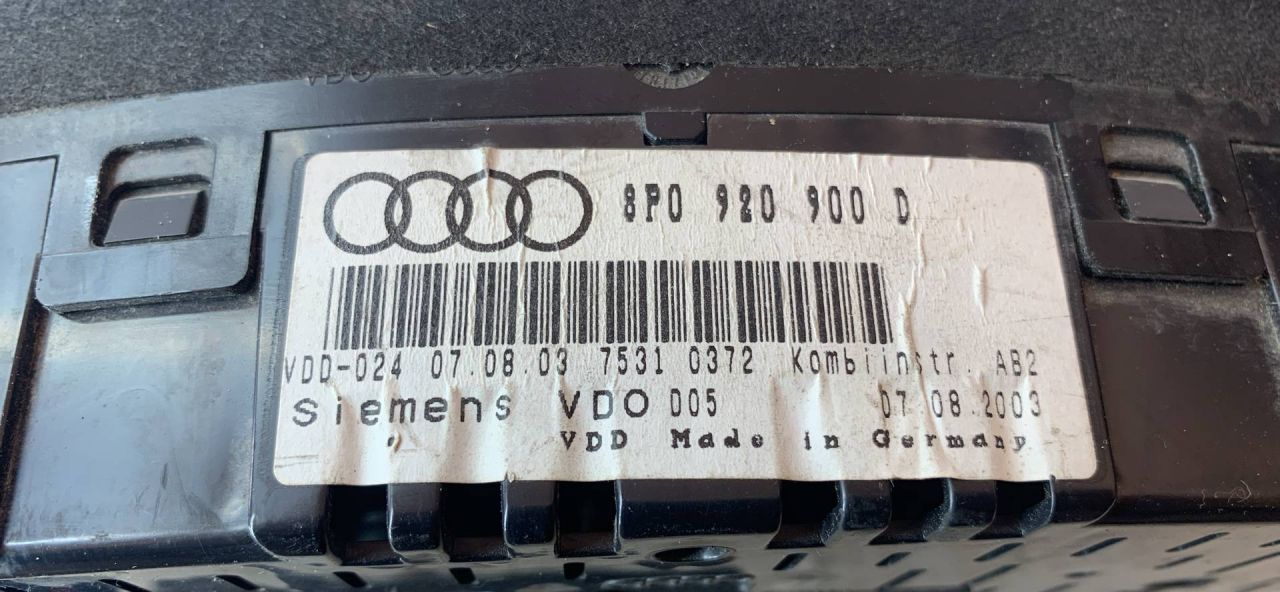 8P0 920 900 D
VDD-024 07.08.03 7531 0372 Kombiinstr. AB2
Siemens VDO D05 07.08.2003
VDD Made in Germany